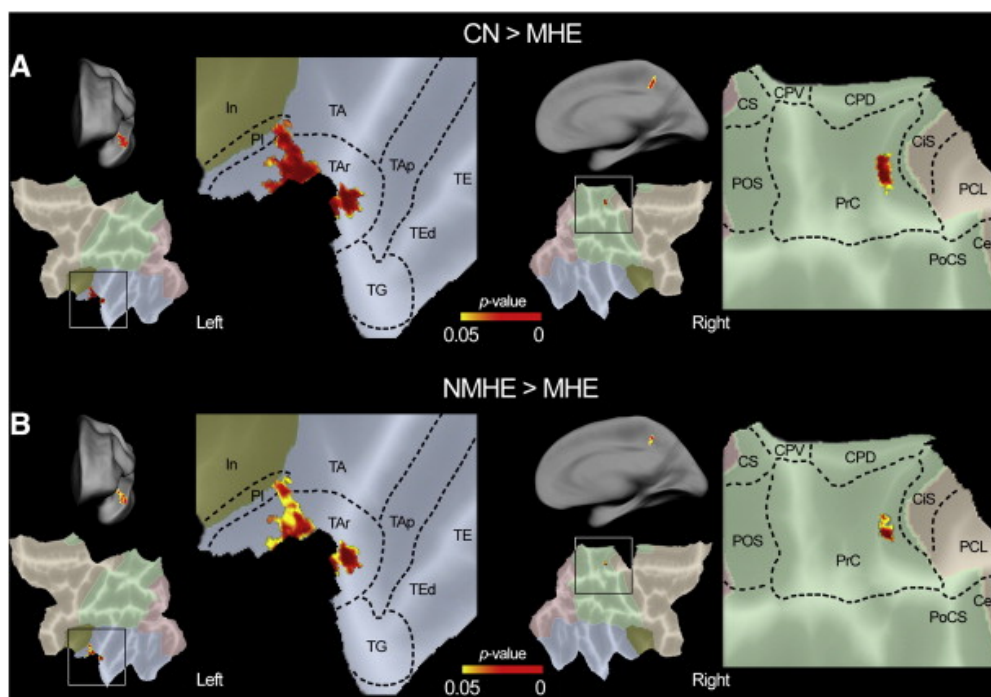 CN > MHE
A
In
TA
PI
TAr
TAp
TE
TEd
TG
p-value
0.05 0
Left
CS
CPV
CPD
CiS
POS
PrC
PCL
Ce
PoCS
Right
NMHE > MHE
B
In
TA
PI
TAr
TAp
TE
TEd
TG
p-value
0.05 0
Left
CS
CPV
CPD
CiS
POS
PrC
PCL
Ce
PoCS
Right